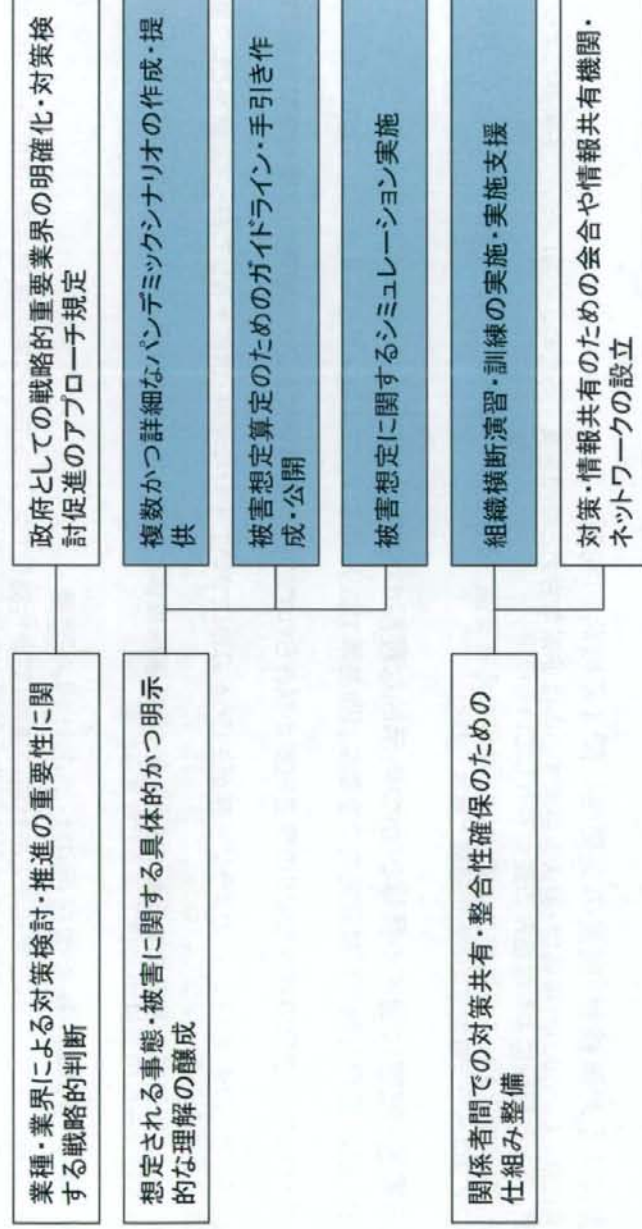 業種・業界による対策検討・推進の重要性に関
する戦略的判断
政府としての戦略的重要業界の明確化・対策検
討促進のアプローチ規定
想定される事態・被害に関する具体的かつ明示
的な理解の醸成
複数かつ詳細なパンデミックシナリオの作成・提
供
被害想定算定のためのガイドライン・手引き作
成・公開
被害想定に関するシミュレーション実施
関係者間での対策共有・整合性確保のための
仕組み整備
組織横断演習・訓練の実施・実施支援
対策・情報共有のための会合や情報共有機関・
ネットワークの設立